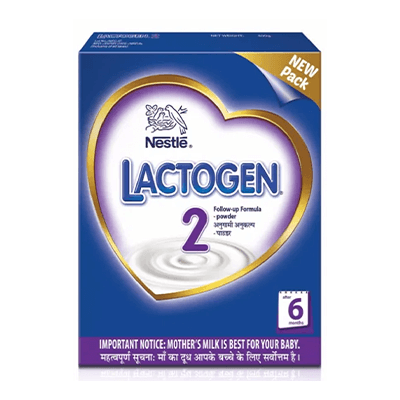 NEW
Pack
Nestlé
LACTOGEN
2
Follow-up Formula
- powder
अनुगामी अनुकल्प
- पाउडर
after
6
months
IMPORTANT NOTICE: MOTHER'S MILK IS BEST FOR YOUR BABY.
महत्वपूर्ण सूचना: माँ का दूध आपके बच्चे के लिए सर्वोत्तम है।